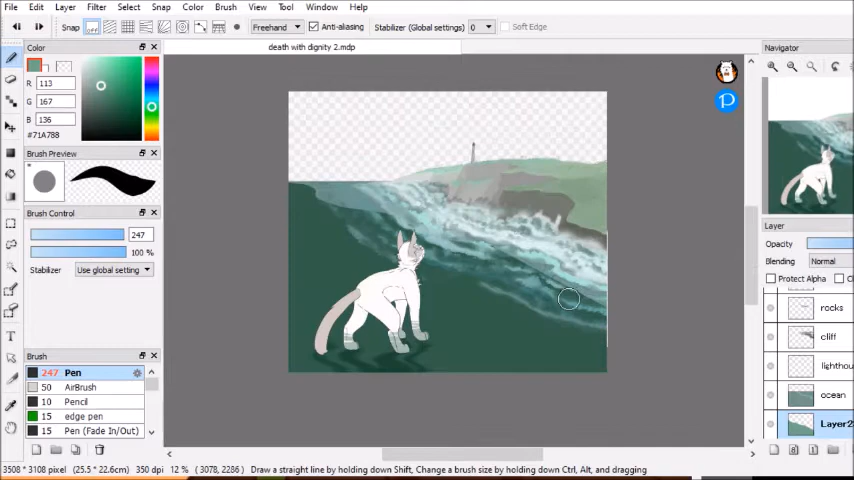 File Edit Layer Filter Snap Color Brush View Tool Window Help
Snap off Freehand Anti-aliasing Stabilizer (Global settings) 0 Soft Edge
death with dignity 2.mdp
Color
R 113
G 167
B 136
#71A788
Brush Preview
Brush Control
247
100 %
Stabilizer Use global setting
Brush
247 Pen
50 AirBrush
10 Pencil
15 edge pen
15 Pen (Fade In/Out)
Navigator
Layer
Opacity
Blending Normal
Protect Alpha
rocks
cliff
lighthou
ocean
Layer2
3508 * 3108 pixel (25.5 * 22.6cm) 350 dpi 12 % ( 3078, 2286 ) Draw a straight line by holding down Shift, Change a brush size by holding down Ctrl, Alt, and dragging